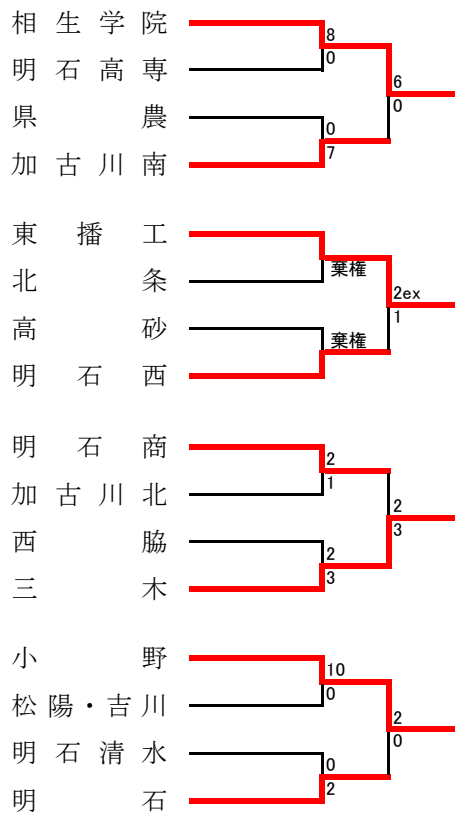 相生学院
8
6
明石高専
0
県農
0
0
加古川南
7
東播工
北条
棄権
2ex
高砂
棄権
1
明石西
明石商
2
加古川北
1
2
西脇
2
3
三木
3
小野
10
松陽・吉川
0
2
明石清水
0
0
明石
2